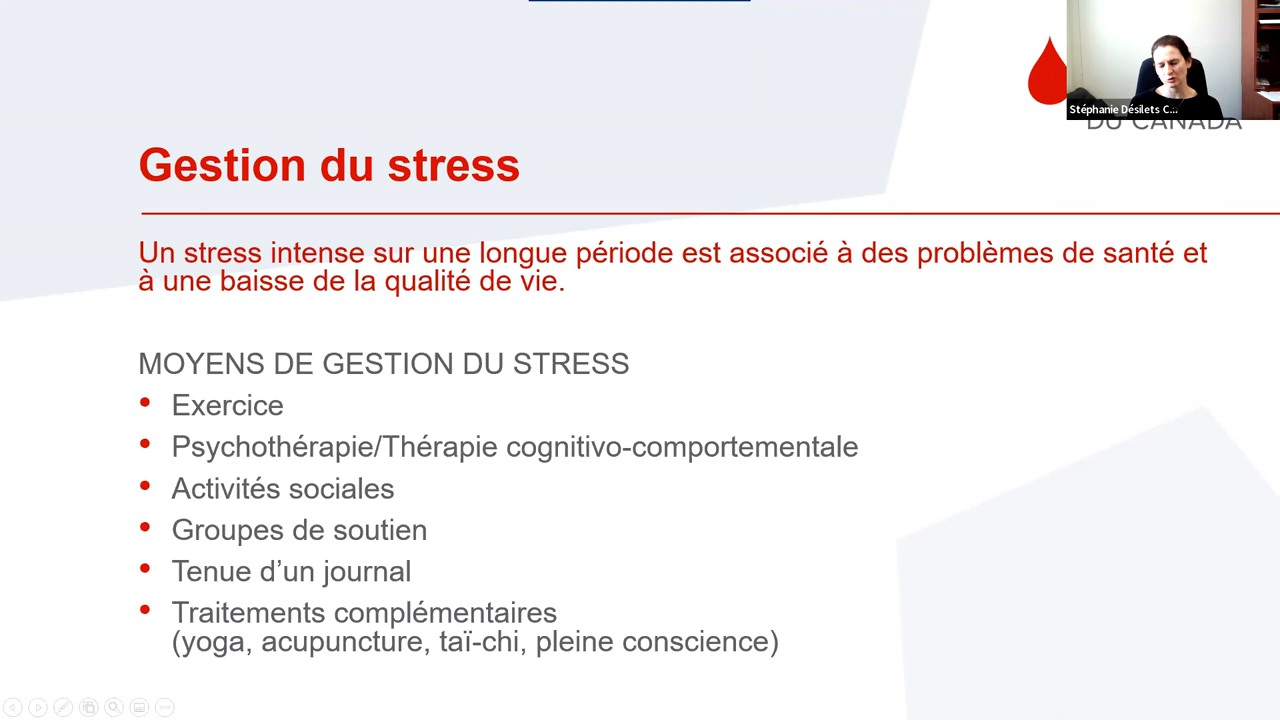 Stéphanie Désilets C...
DU CANADA
Gestion du stress
Un stress intense sur une longue période est associé à des problèmes de santé et
à une baisse de la qualité de vie.
MOYENS DE GESTION DU STRESS
• Exercice
• Psychothérapie/Thérapie cognitivo-comportementale
• Activités sociales
• Groupes de soutien
• Tenue d’un journal
• Traitements complémentaires
(yoga, acupuncture, taï-chi, pleine conscience)